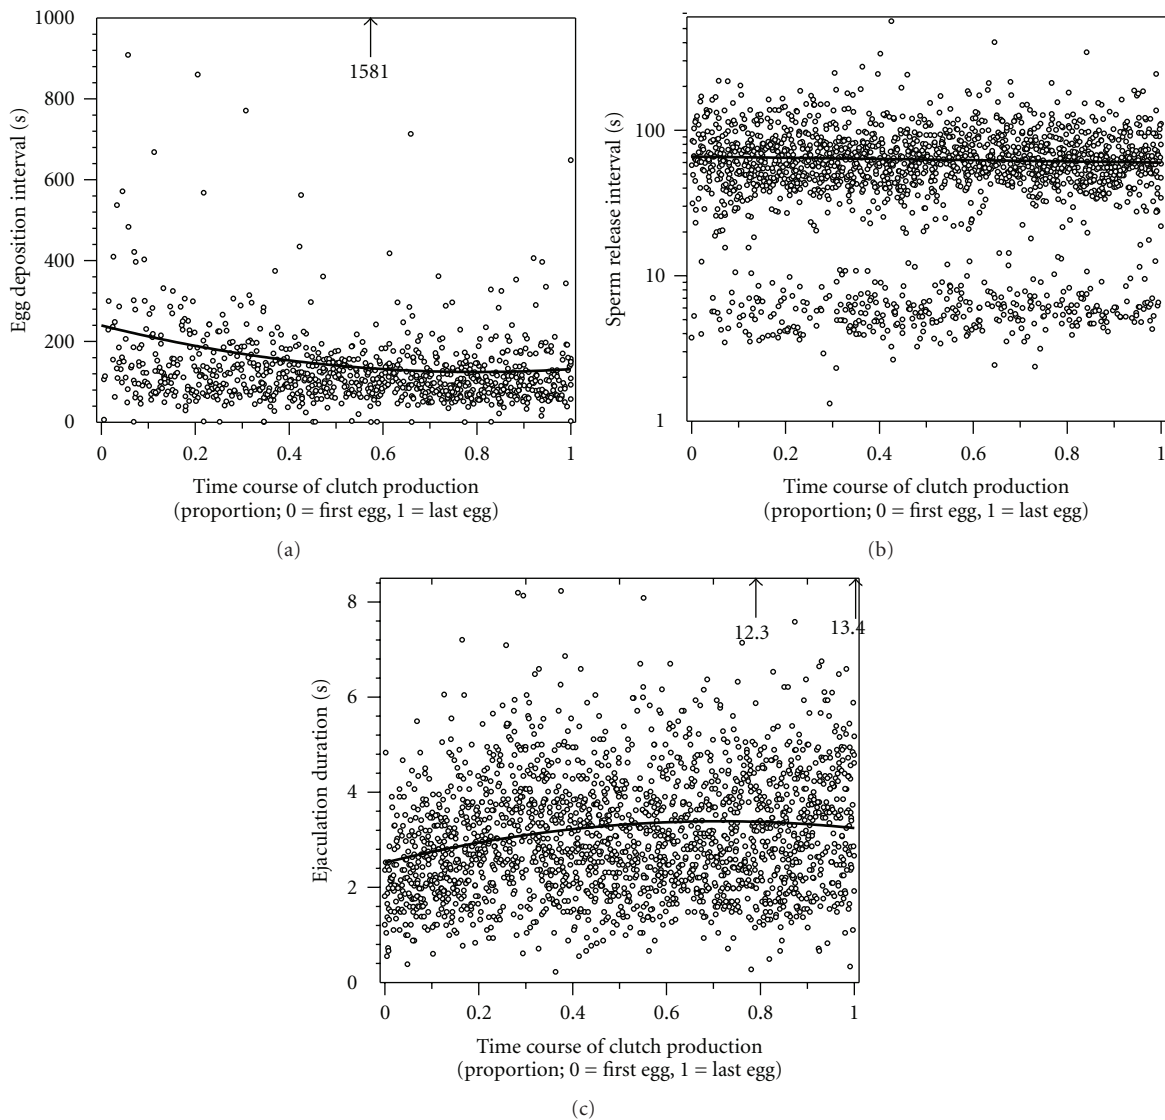 1000
800
600
400
200
0
Egg deposition interval (s)
1581
0
0.2
0.4
0.6
0.8
1
Time course of clutch production
(proportion; 0 = first egg, 1 = last egg)
(a)
100
10
1
Sperm release interval (s)
0
0.2
0.4
0.6
0.8
1
Time course of clutch production
(proportion; 0 = first egg, 1 = last egg)
(b)
8
6
4
2
0
Ejaculation duration (s)
12.3
13.4
0
0.2
0.4
0.6
0.8
1
Time course of clutch production
(proportion; 0 = first egg, 1 = last egg)
(c)